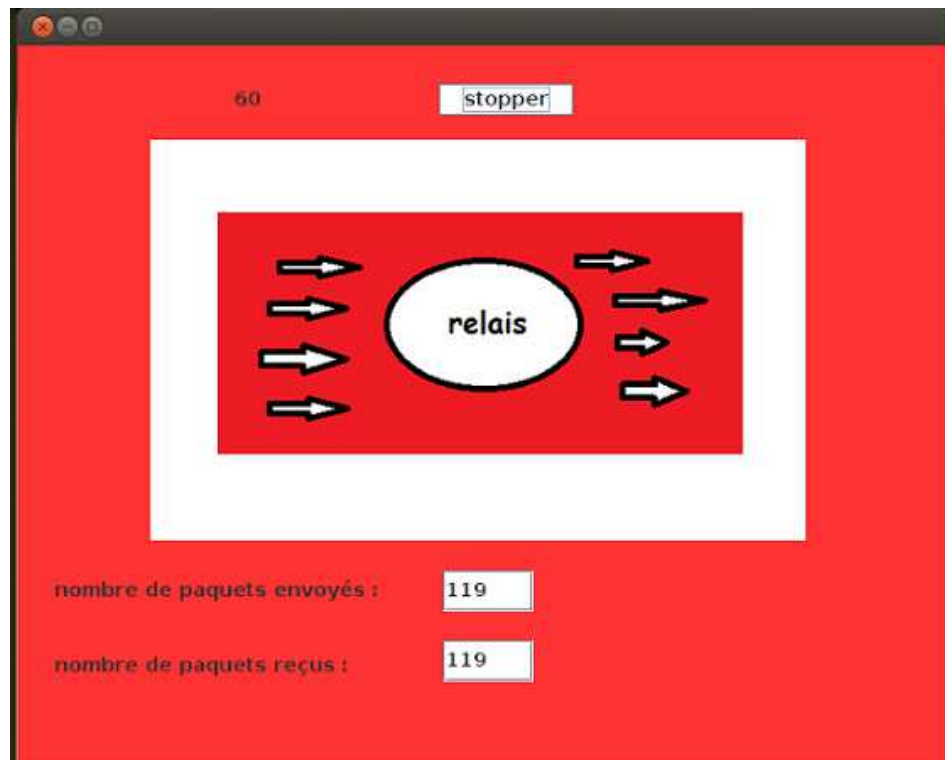 60 stopper
relais
nombre de paquets envoyés : 119
nombre de paquets reçus : 119